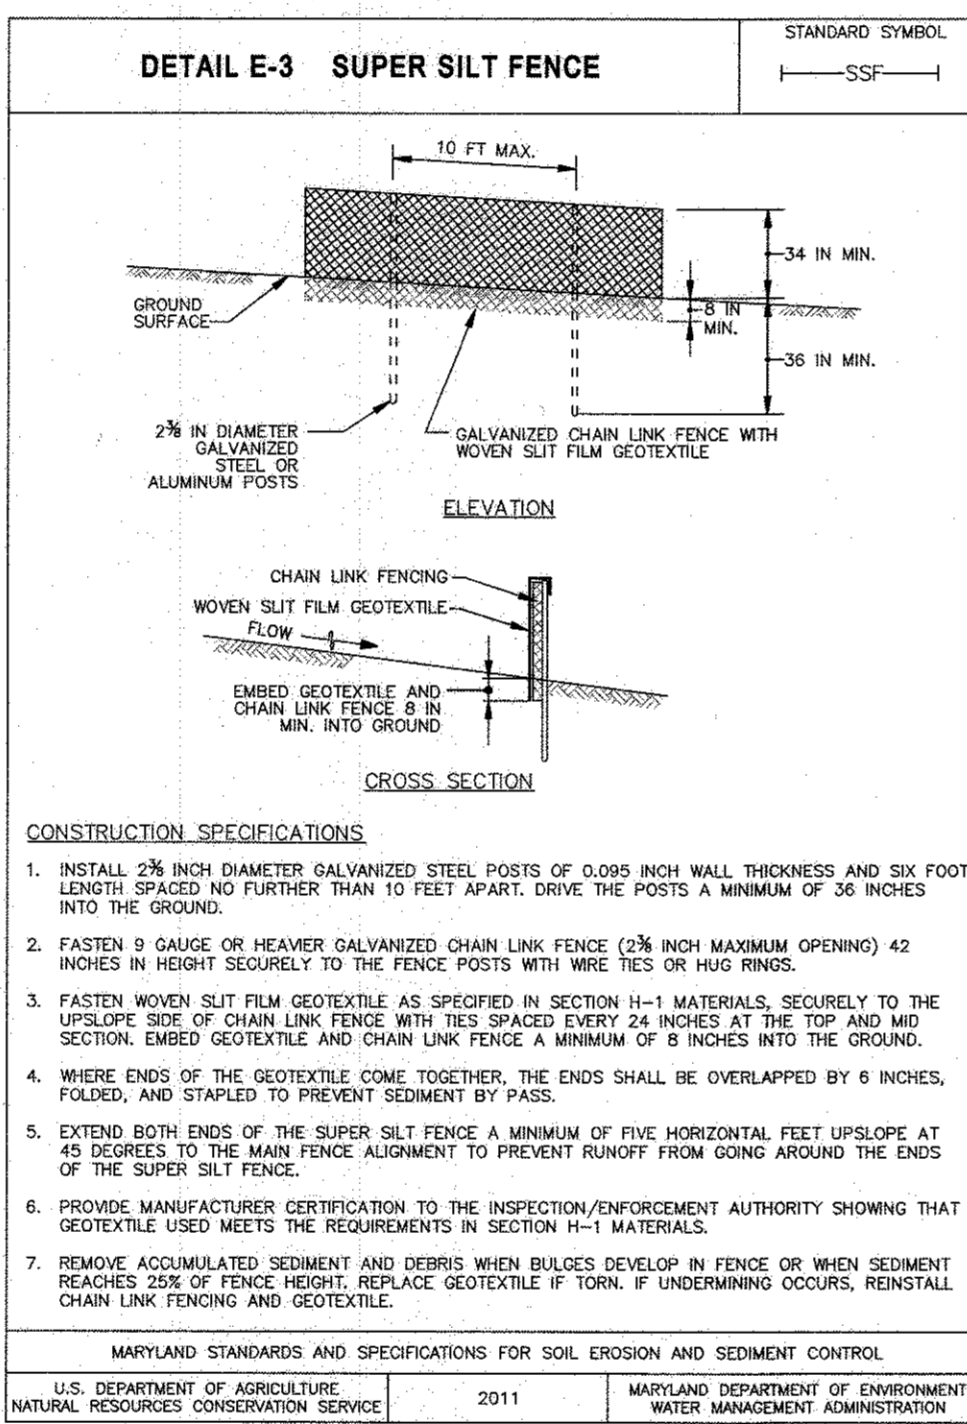 DETAIL E-3 SUPER SILT FENCE
STANDARD SYMBOL
SSF
10 FT MAX.
34 IN MIN.
GROUND
SURFACE
8 IN
MIN.
36 IN MIN.
2⅜ IN DIAMETER
GALVANIZED
STEEL OR
ALUMINUM POSTS
GALVANIZED CHAIN LINK FENCE WITH
WOVEN SLIT FILM GEOTEXTILE
ELEVATION
CHAIN LINK FENCING
WOVEN SLIT FILM GEOTEXTILE
FLOW
EMBED GEOTEXTILE AND
CHAIN LINK FENCE 8 IN
MIN. INTO GROUND
CROSS SECTION
CONSTRUCTION SPECIFICATIONS
1. INSTALL 2⅜ INCH DIAMETER GALVANIZED STEEL POSTS OF 0.095 INCH WALL THICKNESS AND SIX FOOT
LENGTH SPACED NO FURTHER THAN 10 FEET APART. DRIVE THE POSTS A MINIMUM OF 36 INCHES
INTO THE GROUND.
2. FASTEN 9 GAUGE OR HEAVIER GALVANIZED CHAIN LINK FENCE (2⅜ INCH MAXIMUM OPENING) 42
INCHES IN HEIGHT SECURELY TO THE FENCE POSTS WITH WIRE TIES OR HUG RINGS.
3. FASTEN WOVEN SLIT FILM GEOTEXTILE AS SPECIFIED IN SECTION H-1 MATERIALS, SECURELY TO THE
UPSLOPE SIDE OF CHAIN LINK FENCE WITH TIES SPACED EVERY 24 INCHES AT THE TOP AND MID
SECTION. EMBED GEOTEXTILE AND CHAIN LINK FENCE A MINIMUM OF 8 INCHES INTO THE GROUND.
4. WHERE ENDS OF THE GEOTEXTILE COME TOGETHER, THE ENDS SHALL BE OVERLAPPED BY 6 INCHES,
FOLDED, AND STAPLED TO PREVENT SEDIMENT BY PASS.
5. EXTEND BOTH ENDS OF THE SUPER SILT FENCE A MINIMUM OF FIVE HORIZONTAL FEET UPSLOPE AT
45 DEGREES TO THE MAIN FENCE ALIGNMENT TO PREVENT RUNOFF FROM GOING AROUND THE ENDS
OF THE SUPER SILT FENCE.
6. PROVIDE MANUFACTURER CERTIFICATION TO THE INSPECTION/ENFORCEMENT AUTHORITY SHOWING THAT
GEOTEXTILE USED MEETS THE REQUIREMENTS IN SECTION H-1 MATERIALS.
7. REMOVE ACCUMULATED SEDIMENT AND DEBRIS WHEN BULGES DEVELOP IN FENCE OR WHEN SEDIMENT
REACHES 25% OF FENCE HEIGHT. REPLACE GEOTEXTILE IF TORN. IF UNDERMINING OCCURS, REINSTALL
CHAIN LINK FENCING AND GEOTEXTILE.
MARYLAND STANDARDS AND SPECIFICATIONS FOR SOIL EROSION AND SEDIMENT CONTROL
U.S. DEPARTMENT OF AGRICULTURE
NATURAL RESOURCES CONSERVATION SERVICE
2011
MARYLAND DEPARTMENT OF ENVIRONMENT
WATER MANAGEMENT ADMINISTRATION